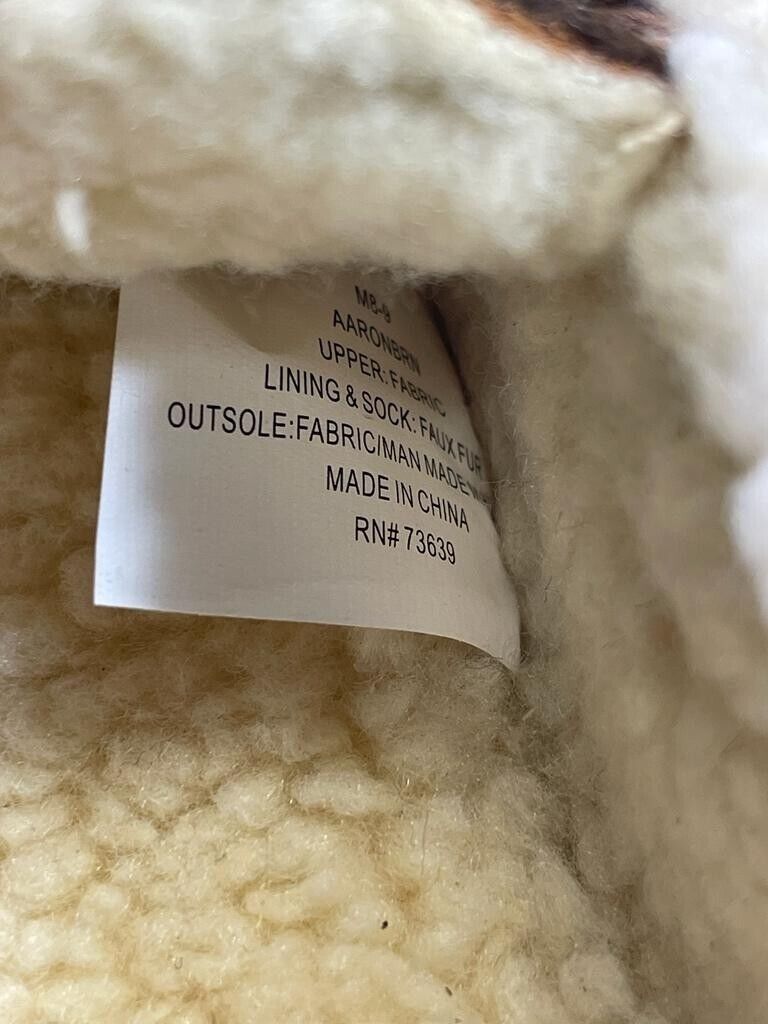 M8-9
AARONBRN
UPPER: FABRIC
LINING & SOCK: FAUX FUR
OUTSOLE:FABRIC/MAN MADE
MADE IN CHINA
RN# 73639